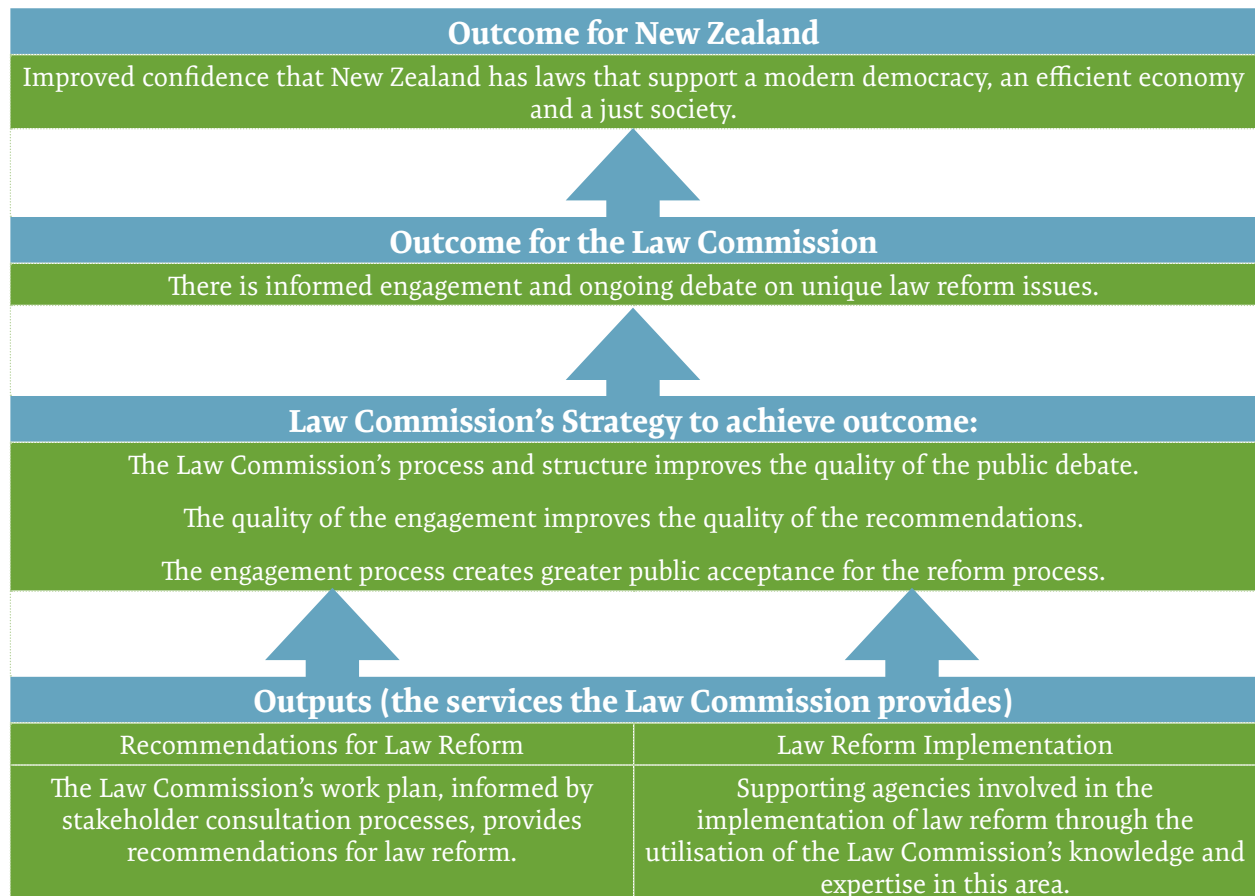 Outcome for New Zealand
Improved confidence that New Zealand has laws that support a modern democracy, an efficient economy
and a just society.
Outcome for the Law Commission
There is informed engagement and ongoing debate on unique law reform issues.
Law Commission’s Strategy to achieve outcome:
The Law Commission’s process and structure improves the quality of the public debate.
The quality of the engagement improves the quality of the recommendations.
The engagement process creates greater public acceptance for the reform process.
Outputs (the services the Law Commission provides)
Recommendations for Law Reform
The Law Commission’s work plan, informed by
stakeholder consultation processes, provides
recommendations for law reform.
Law Reform Implementation
Supporting agencies involved in the
implementation of law reform through the
utilisation of the Law Commission’s knowledge and
expertise in this area.